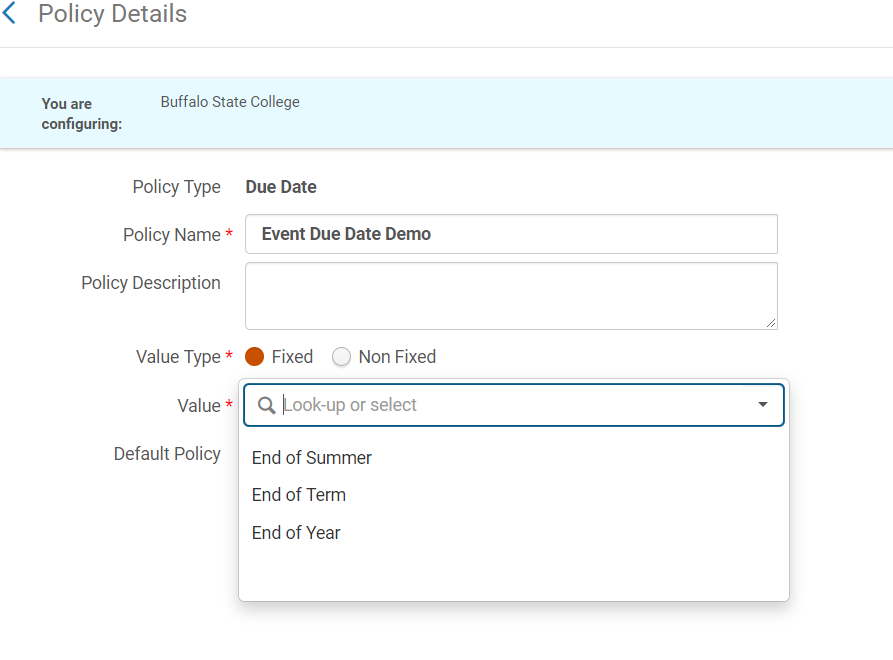 Policy Details
You are
configuring:
Buffalo State College
Policy Type Due Date
Policy Name * Event Due Date Demo
Policy Description
Value Type * Fixed Non Fixed
Value * Look-up or select
Default Policy
End of Summer
End of Term
End of Year